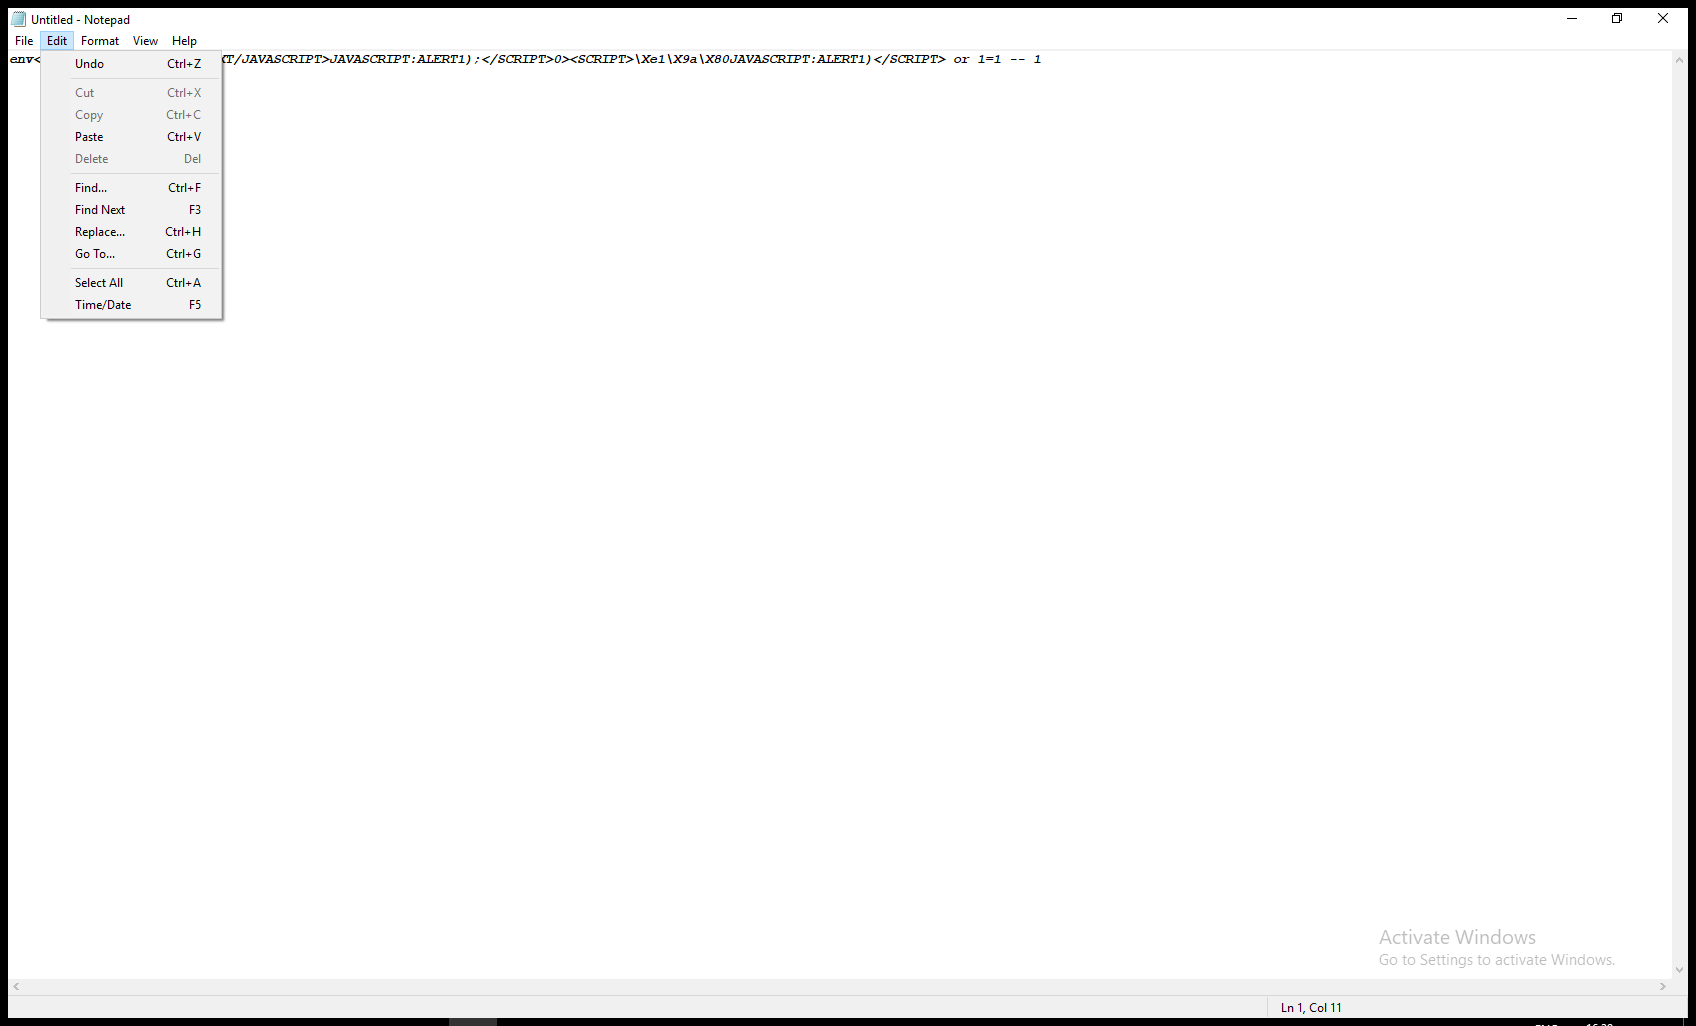 Untitled - Notepad
File Edit Format View Help
env< T/JAVASCRIPT>JAVASCRIPT:ALERT1);</SCRIPT>0><SCRIPT>\Xe1\X9a\X80JAVASCRIPT:ALERT1)</SCRIPT> or 1=1 -- 1
Undo Ctrl+Z
Cut Ctrl+X
Copy Ctrl+C
Paste Ctrl+V
Delete Del
Find... Ctrl+F
Find Next F3
Replace... Ctrl+H
Go To... Ctrl+G
Select All Ctrl+A
Time/Date F5
Activate Windows
Go to Settings to activate Windows.
Ln 1, Col 11